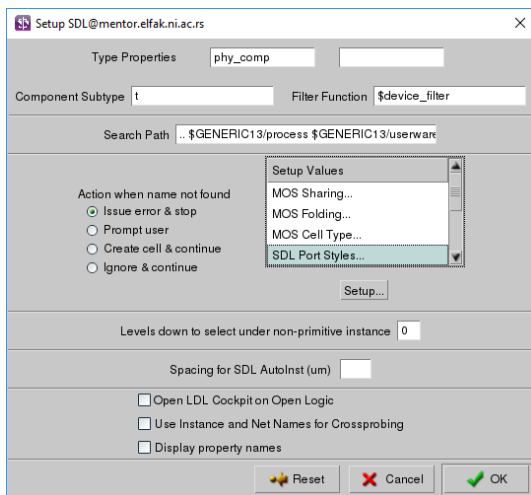 Setup SDL@mentor.elfak.ni.ac.rs
Type Properties phy_comp
Component Subtype t Filter Function $device_filter
Search Path .. $GENERIC13/process $GENERIC13/userware
Setup Values
MOS Sharing...
Action when name not found
MOS Folding...
Issue error & stop
Prompt user
MOS Cell Type...
Create cell & continue
SDL Port Styles...
Ignore & continue
Setup...
Levels down to select under non-primitive instance 0
Spacing for SDL AutoInst (um)
Open LDL Cockpit on Open Logic
Use Instance and Net Names for Crossprobing
Display property names
Reset Cancel OK